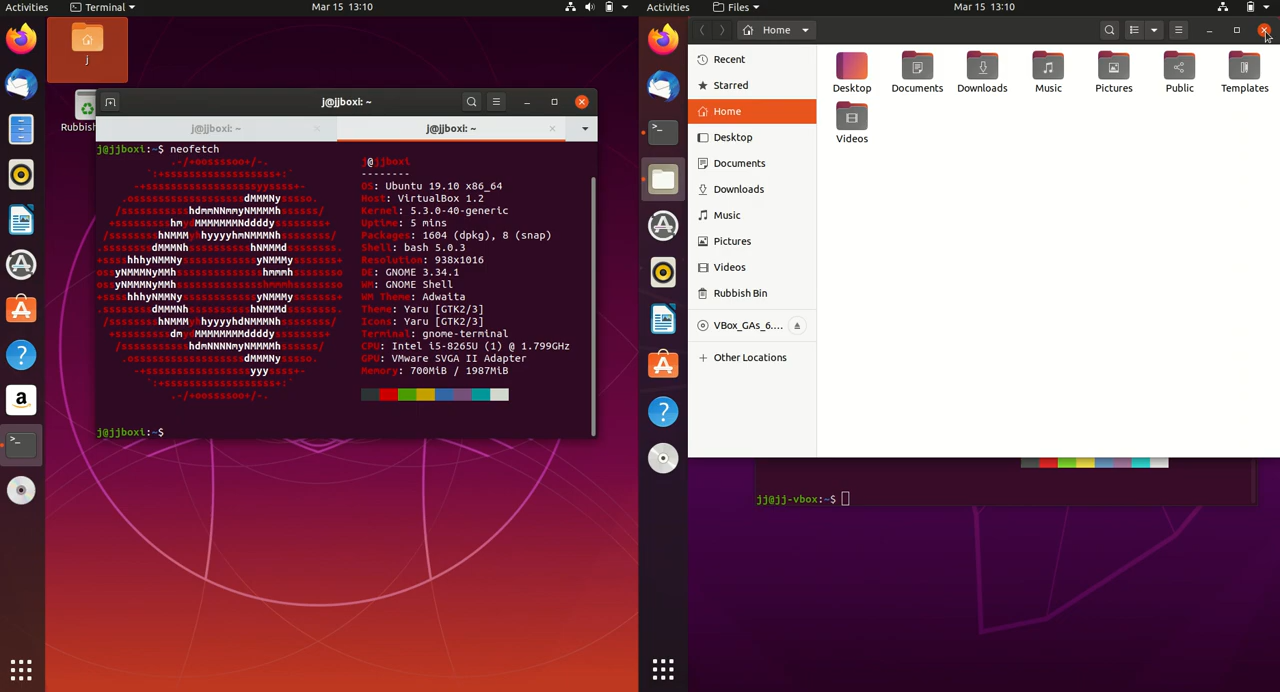 Activities
Terminal
Mar 15 13:10
j
Rubbish
j@jjboxi: ~
j@jjboxi: ~
j@jjboxi: ~
j@jjboxi:~$ neofetch
j@jjboxi
--------
OS: Ubuntu 19.10 x86_64
Host: VirtualBox 1.2
Kernel: 5.3.0-40-generic
Uptime: 5 mins
Packages: 1604 (dpkg), 8 (snap)
Shell: bash 5.0.3
Resolution: 938x1016
DE: GNOME 3.34.1
WM: GNOME Shell
WM Theme: Adwaita
Theme: Yaru [GTK2/3]
Icons: Yaru [GTK2/3]
Terminal: gnome-terminal
CPU: Intel i5-8265U (1) @ 1.799GHz
GPU: VMware SVGA II Adapter
Memory: 700MiB / 1987MiB
j@jjboxi:~$
Activities
Files
Mar 15 13:10
Home
Recent
Starred
Home
Desktop
Documents
Downloads
Music
Pictures
Videos
Rubbish Bin
VBox_GAs_6....
Other Locations
Desktop
Documents
Downloads
Music
Pictures
Public
Templates
Videos
jj@jj-vbox:~$